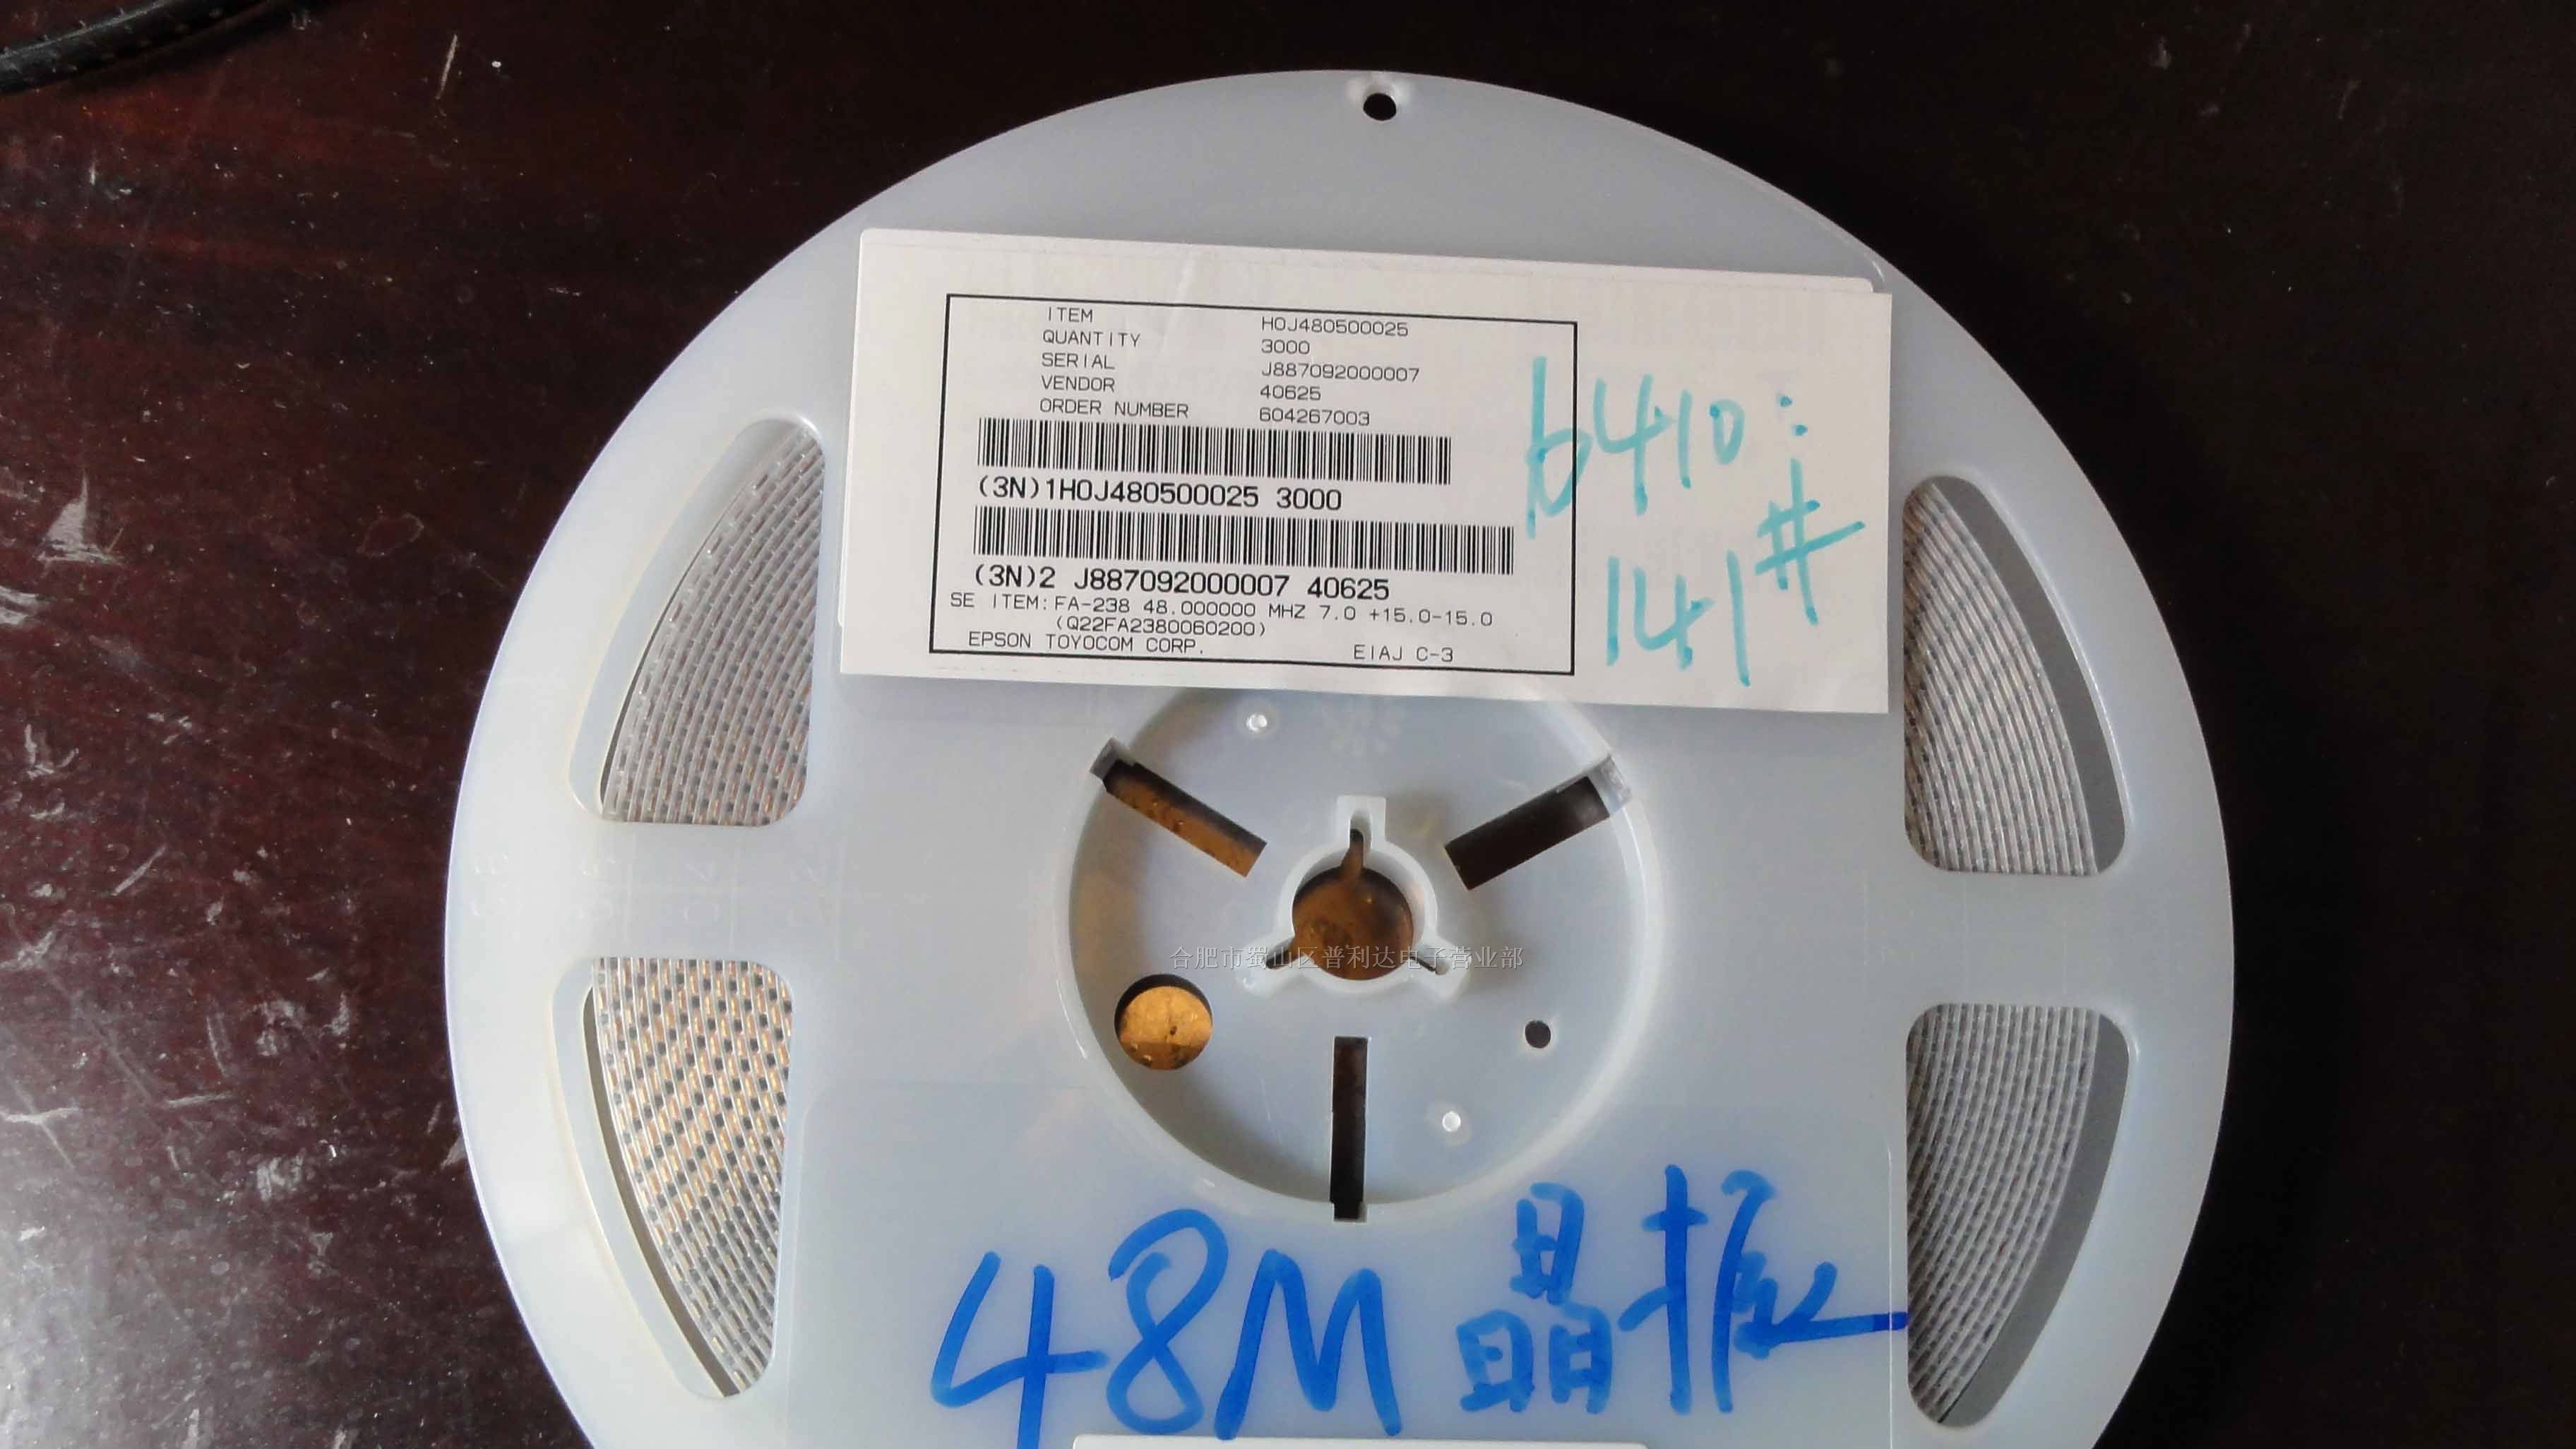 ITEM H0J480500025
QUANTITY 3000
SERIAL J887092000007
VENDOR 40625
ORDER NUMBER 604267003
(3N)1H0J480500025 3000
(3N)2 J887092000007 40625
SE ITEM:FA-238 48.000000 MHZ 7.0 +15.0-15.0
(Q22FA2380060200)
EPSON TOYOCOM CORP. EIAJ C-3
6410:
141#
合肥市蜀山区普利达电子营业部
48M晶振